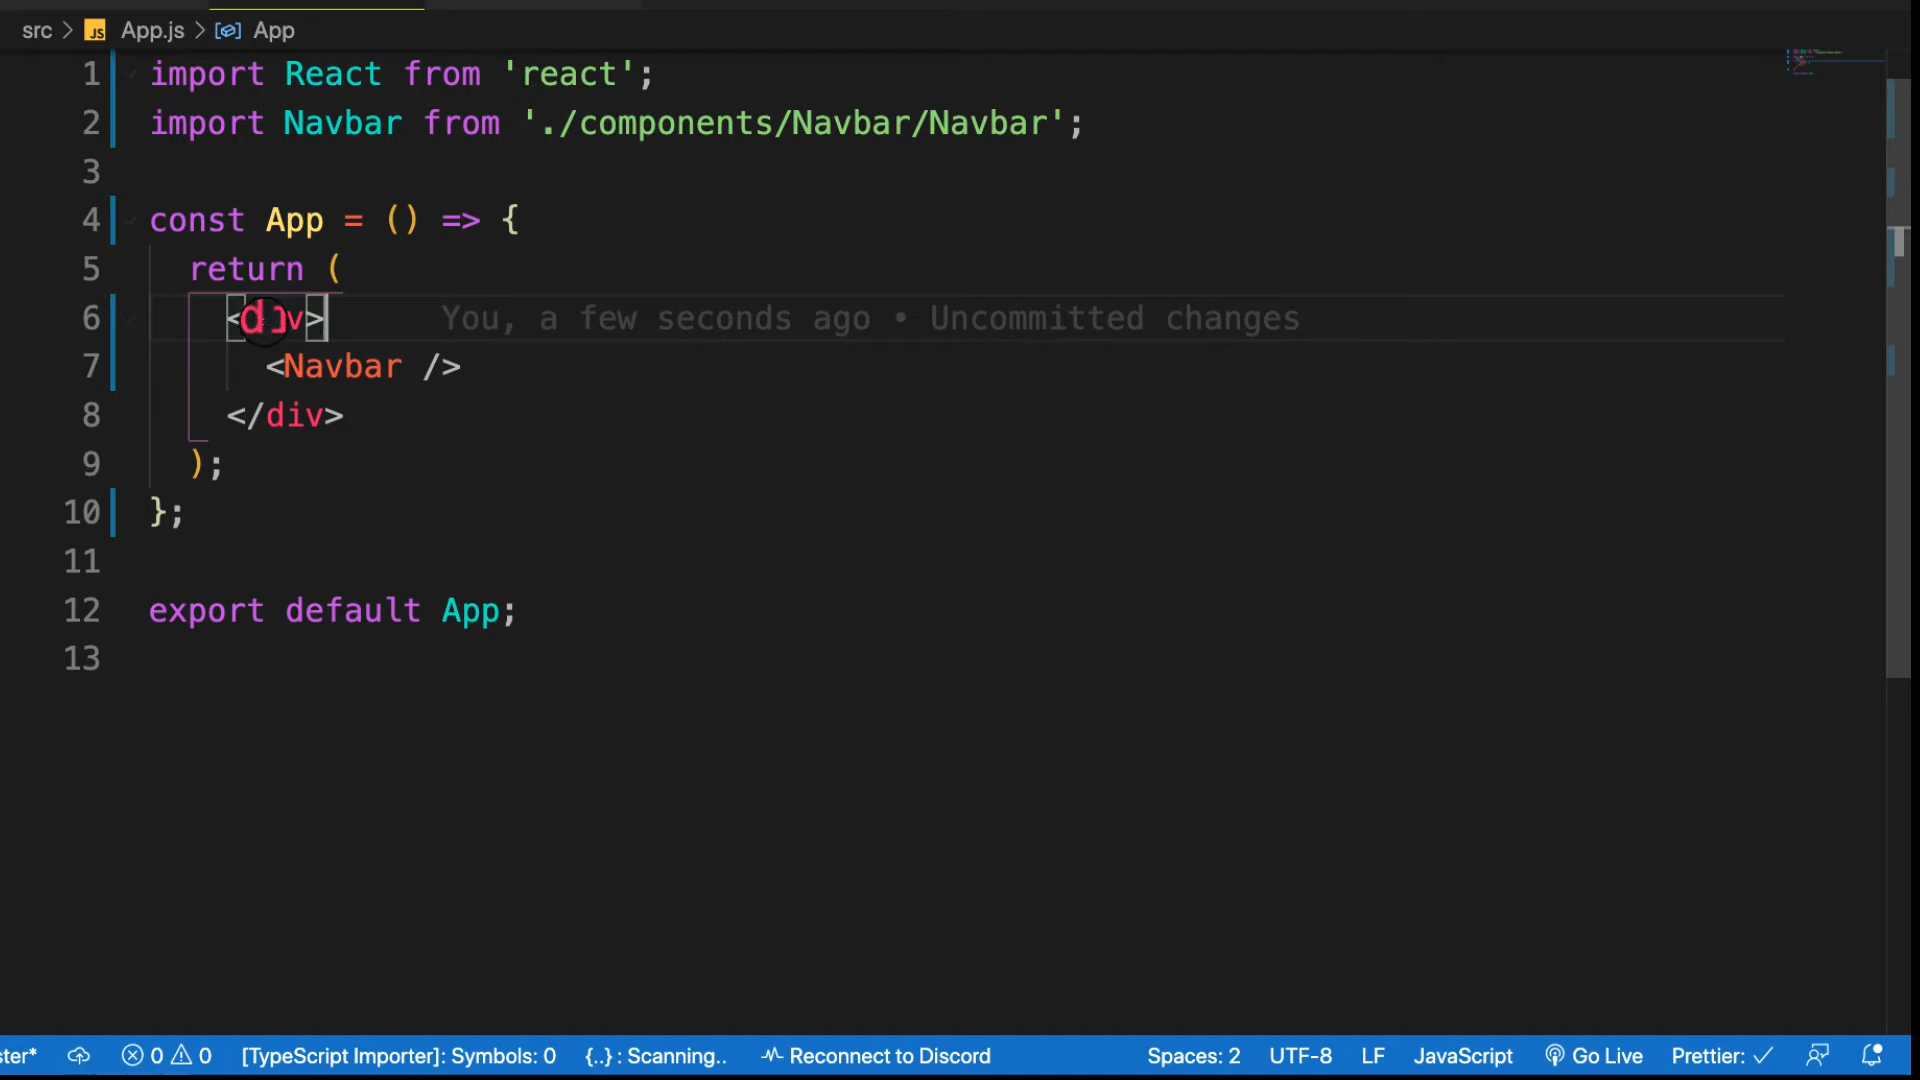 src > JS App.js > App
1 import React from 'react';
2 import Navbar from './components/Navbar/Navbar';
3
4 const App = () => {
5 return (
6 <div> You, a few seconds ago • Uncommitted changes
7 <Navbar />
8 </div>
9 );
10 };
11
12 export default App;
13
ster* 0 0 [TypeScript Importer]: Symbols: 0 {..} : Scanning.. Reconnect to Discord Spaces: 2 UTF-8 LF JavaScript Go Live Prettier: ✓